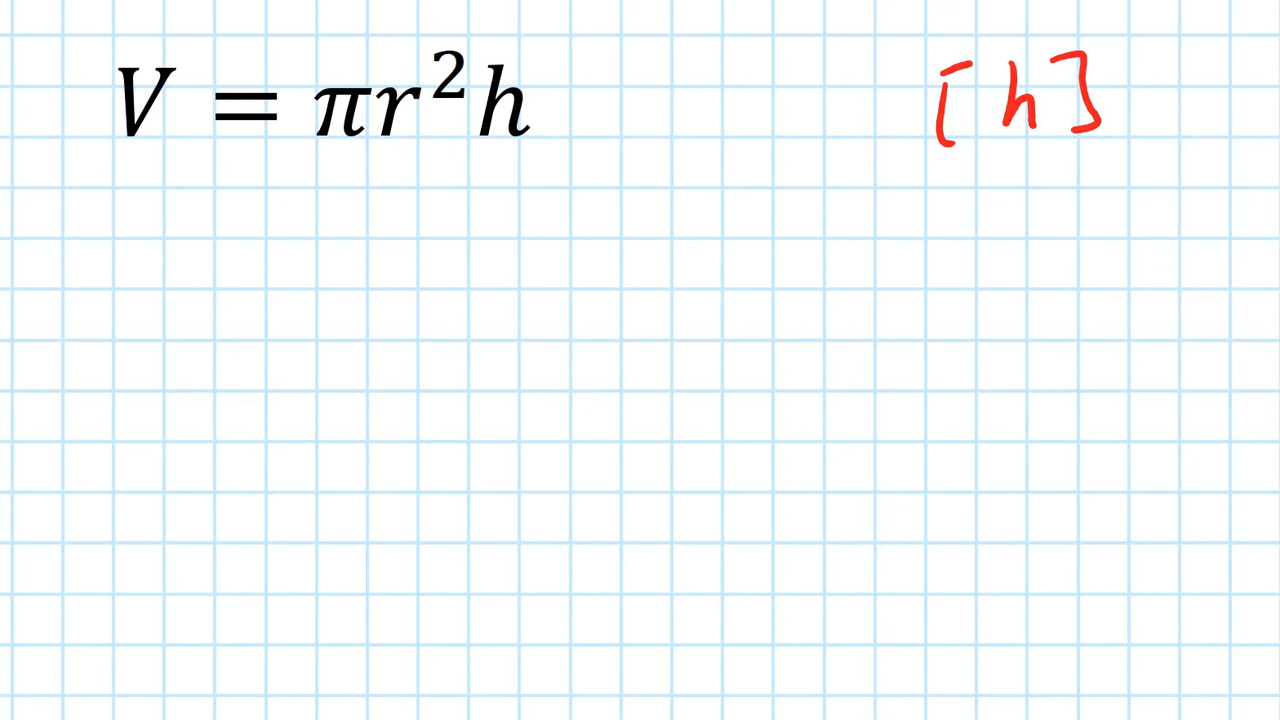 V = πr²h [h]